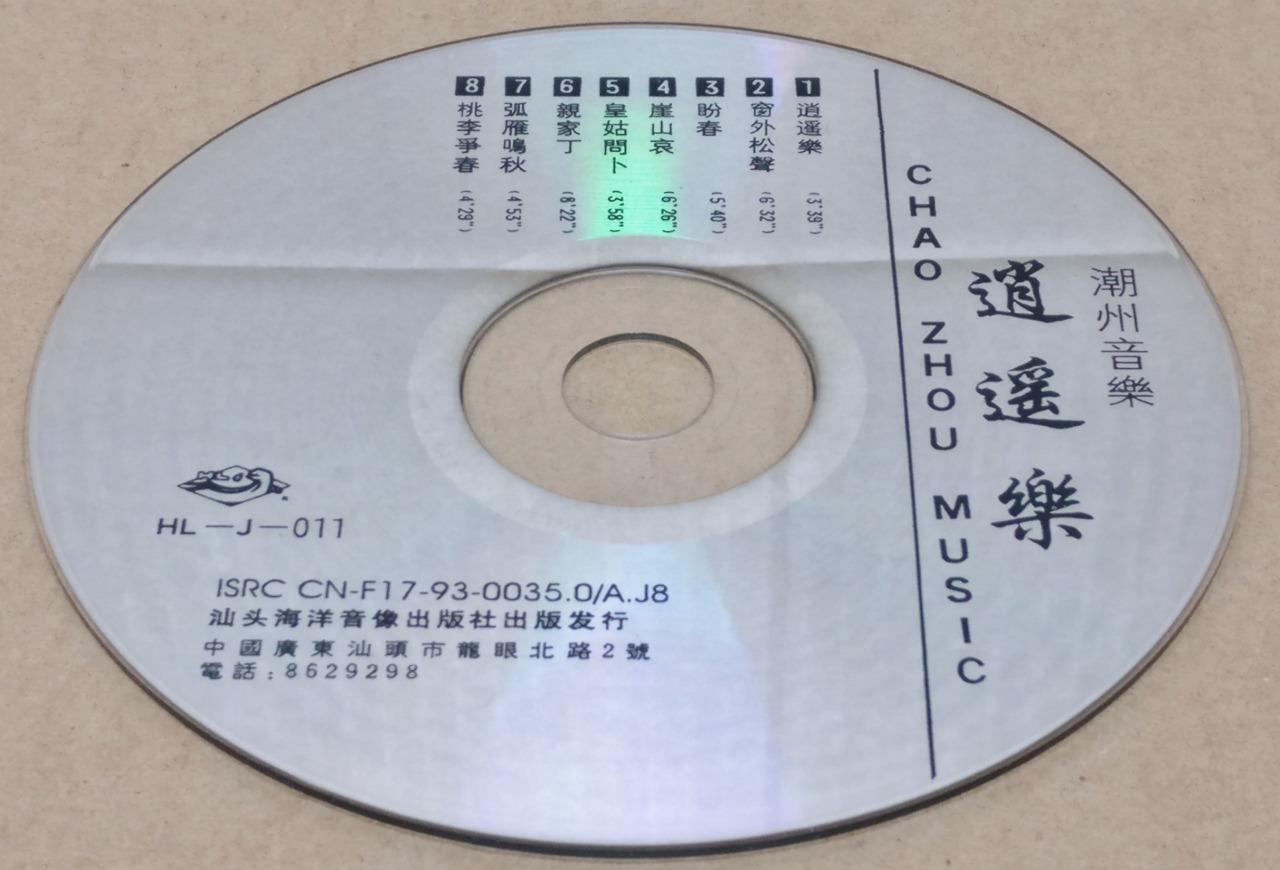 潮州音樂
逍遥樂
CHAO ZHOU MUSIC
1 逍遥樂 (3'39")
2 窗外松聲 (6'32")
3 盼春 (5'40")
4 崖山哀 (6'26")
5 皇姑問卜 (3'58")
6 親家丁 (8'22")
7 弧雁鳴秋 (4'53")
8 桃李爭春 (4'29")
HL－J－011
ISRC CN-F17-93-0035.0/A.J8
汕头海洋音像出版社出版发行
中國廣東汕頭市龍眼北路2號
電話:8629298